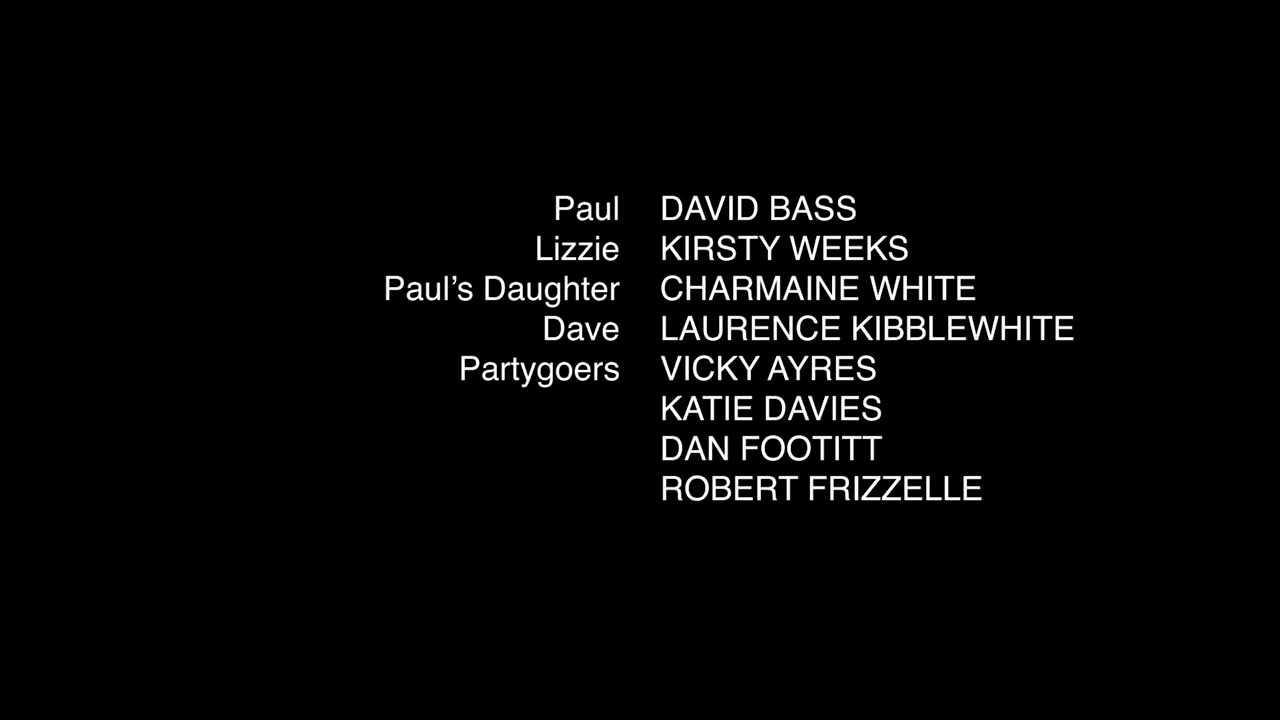 Paul DAVID BASS
Lizzie KIRSTY WEEKS
Paul’s Daughter CHARMAINE WHITE
Dave LAURENCE KIBBLEWHITE
Partygoers VICKY AYRES
KATIE DAVIES
DAN FOOTITT
ROBERT FRIZZELLE